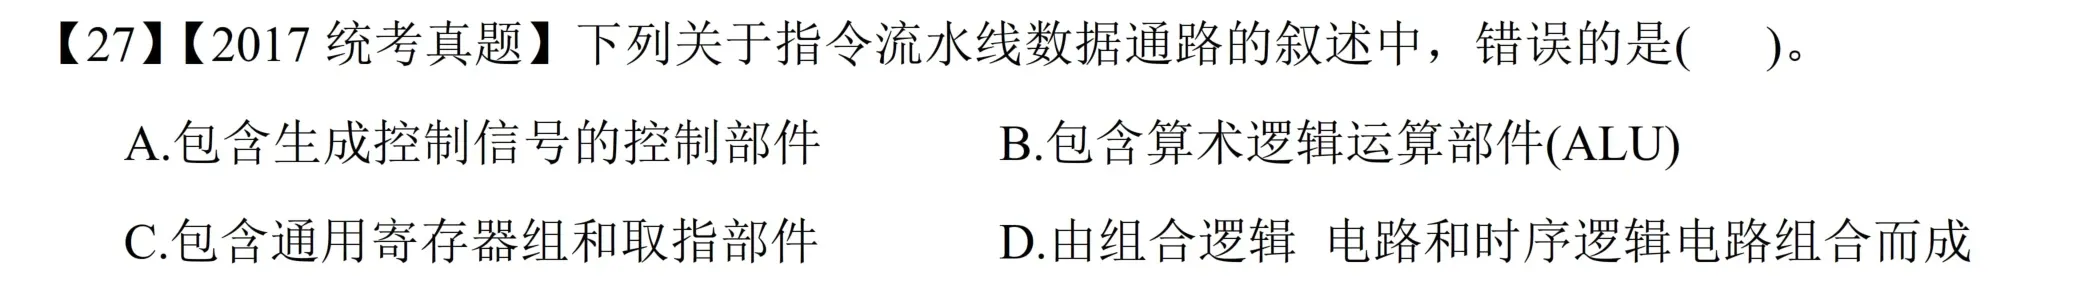 【27】【2017 统考真题】下列关于指令流水线数据通路的叙述中，错误的是(    )。
A.包含生成控制信号的控制部件    B.包含算术逻辑运算部件(ALU)
C.包含通用寄存器组和取指部件    D.由组合逻辑 电路和时序逻辑电路组合而成